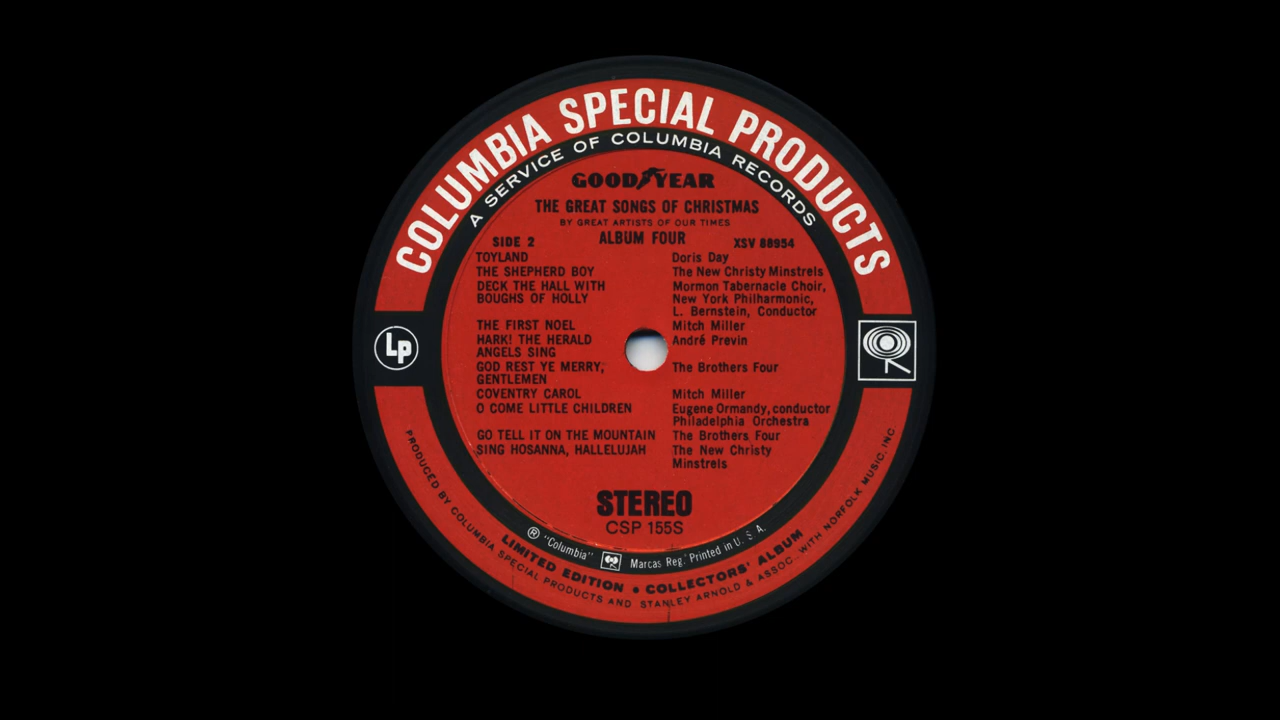 COLUMBIA SPECIAL PRODUCTS
A SERVICE OF COLUMBIA RECORDS
GOODYEAR
THE GREAT SONGS OF CHRISTMAS
BY GREAT ARTISTS OF OUR TIMES
ALBUM FOUR
SIDE 2
XSV 88954
TOYLAND Doris Day
THE SHEPHERD BOY The New Christy Minstrels
DECK THE HALL WITH Mormon Tabernacle Choir,
BOUGHS OF HOLLY New York Philharmonic,
L. Bernstein, Conductor
THE FIRST NOEL Mitch Miller
HARK! THE HERALD André Previn
ANGELS SING
GOD REST YE MERRY, The Brothers Four
GENTLEMEN
COVENTRY CAROL Mitch Miller
O COME LITTLE CHILDREN Eugene Ormandy, conductor
Philadelphia Orchestra
GO TELL IT ON THE MOUNTAIN The Brothers Four
SING HOSANNA, HALLELUJAH The New Christy
Minstrels
Lp
STEREO
CSP 155S
® "Columbia" Marcas Reg. Printed in U. S. A.
LIMITED EDITION • COLLECTORS' ALBUM
PRODUCED BY COLUMBIA SPECIAL PRODUCTS AND STANLEY ARNOLD & ASSOC. WITH NORFOLK MUSIC, INC.